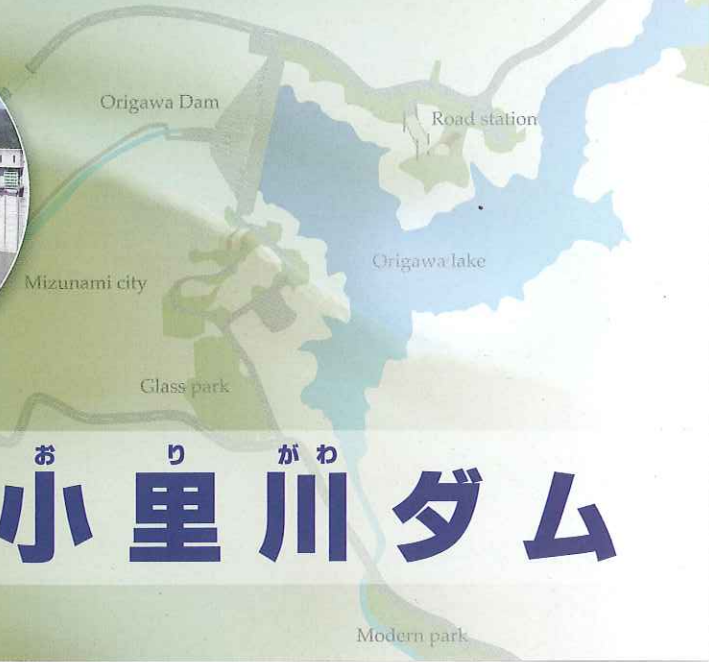 Origawa Dam
Road station
Origawa lake
Mizunami city
Glass park
おりがわ
小里川ダム
Modern park